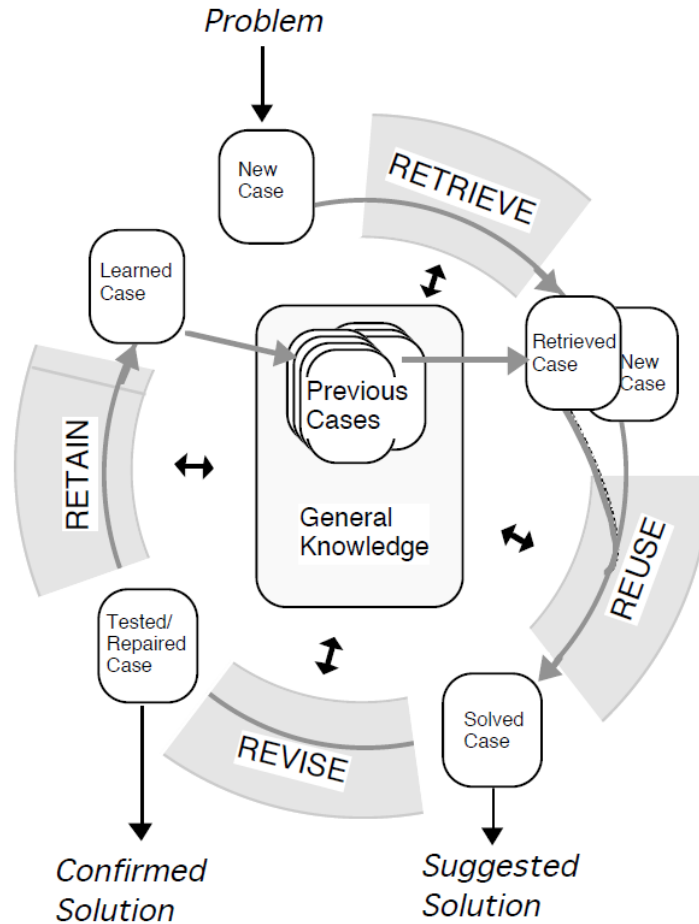 Problem
New
Case
RETRIEVE
Learned
Case
Retrieved
Case
New
Case
Previous
Cases
RETAIN
General
Knowledge
REUSE
Tested/
Repaired
Case
REVISE
Solved
Case
Confirmed
Solution
Suggested
Solution